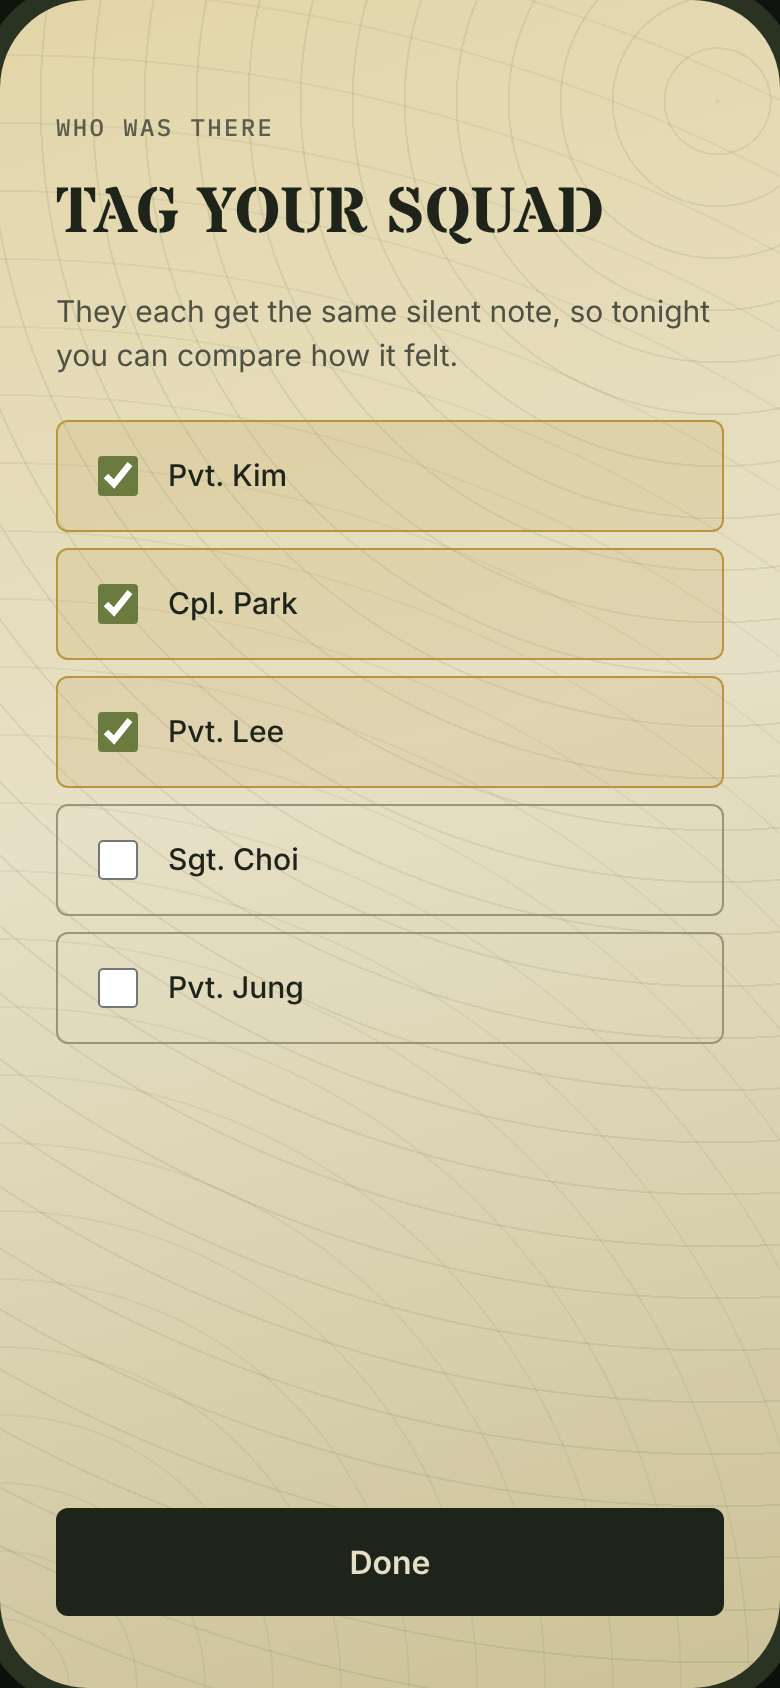 WHO WAS THERE
TAG YOUR SQUAD
They each get the same silent note, so tonight
you can compare how it felt.
Pvt. Kim
Cpl. Park
Pvt. Lee
Sgt. Choi
Pvt. Jung
Done